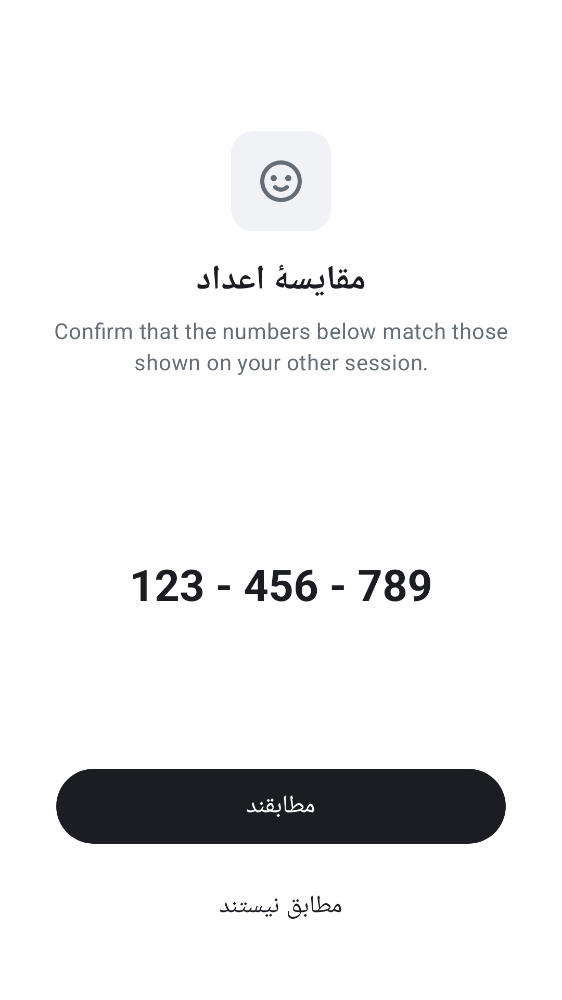 مقایسهٔ اعداد
Confirm that the numbers below match those
shown on your other session.
123 - 456 - 789
مطابقند
مطابق نیستند